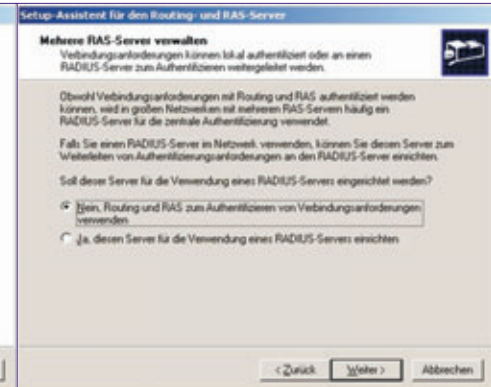 Setup-Assistent für den Routing- und RAS-Server
Mehrere RAS-Server verwalten
Verbindungsanforderungen können lokal authentifiziert oder an einen
RADIUS-Server zum Authentifizieren weitergeleitet werden.
Obwohl Verbindungsanforderungen mit Routing und RAS authentifiziert werden
können, wird in großen Netzwerken mit mehreren RAS-Servern häufig ein
RADIUS-Server für die zentrale Authentifizierung verwendet.
Falls Sie einen RADIUS-Server im Netzwerk verwenden, können Sie diesen Server zum
Weiterleiten von Authentifizierungsanforderungen an den RADIUS-Server einrichten.
Soll dieser Server für die Verwendung eines RADIUS-Servers eingerichtet werden?
Nein, Routing und RAS zum Authentifizieren von Verbindungsanforderungen
verwenden
Ja, diesen Server für die Verwendung eines RADIUS-Servers einrichten
< Zurück Weiter > Abbrechen